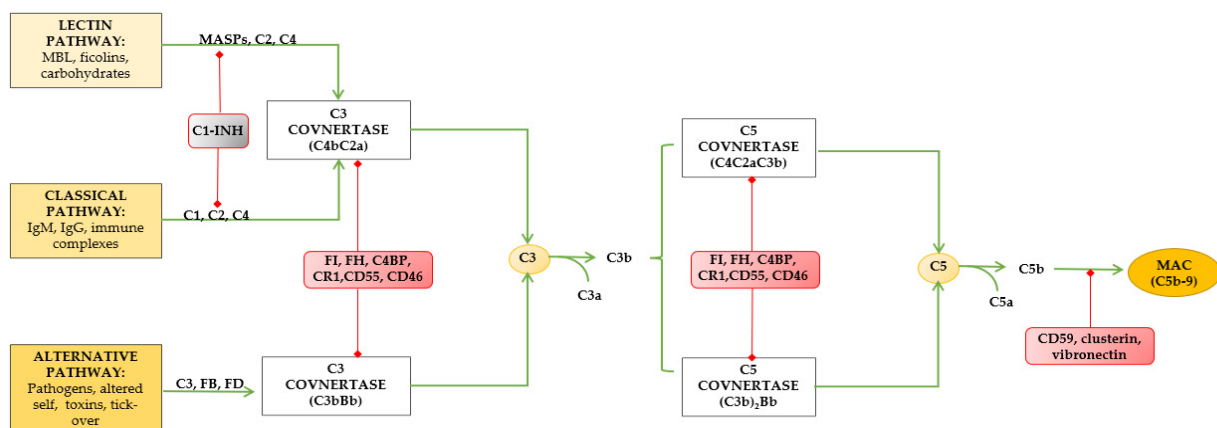 LECTIN
PATHWAY:
MBL, ficolins,
carbohydrates
MASPs, C2, C4
C1-INH
CLASSICAL
PATHWAY:
IgM, IgG, immune
complexes
C1, C2, C4
C3
COVNERTASE
(C4bC2a)
FI, FH, C4BP,
CR1,CD55, CD46
ALTERNATIVE
PATHWAY:
Pathogens, altered
self, toxins, tick-
over
C3, FB, FD
C3
COVNERTASE
(C3bBb)
C3
C3b
C3a
C5
COVNERTASE
(C4C2aC3b)
FI, FH, C4BP,
CR1,CD55, CD46
C5
COVNERTASE
(C3b)₂Bb
C5
C5b
C5a
MAC
(C5b-9)
CD59, clusterin,
vibronectin